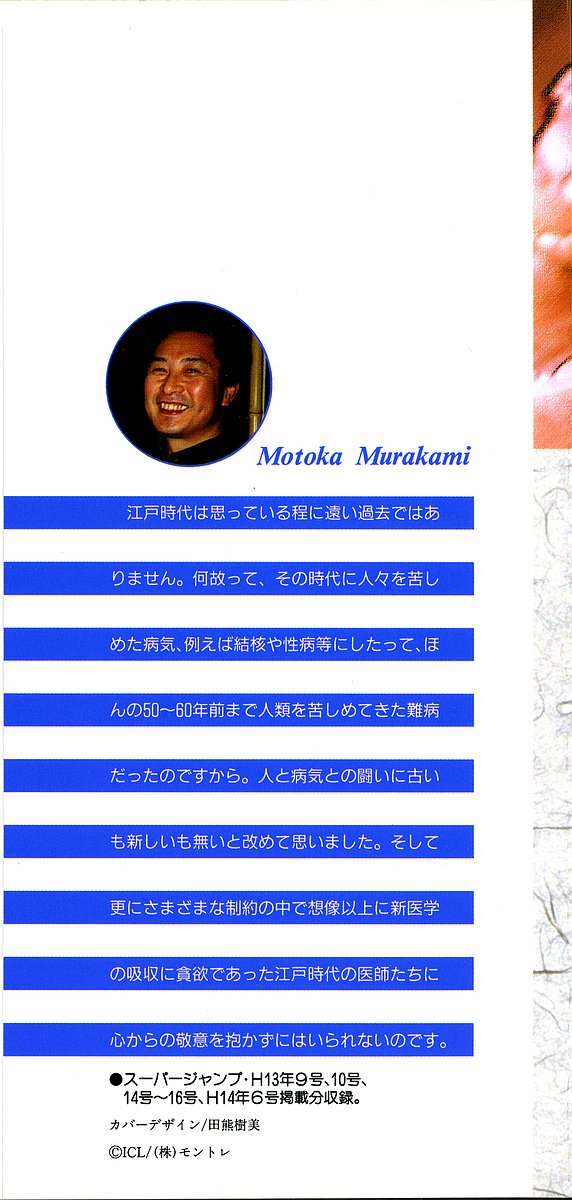 Motoka Murakami
江戸時代は思っている程に遠い過去ではあ
りません。何故って、その時代に人々を苦し
めた病気、例えば結核や性病等にしたって、ほ
んの50〜60年前まで人類を苦しめてきた難病
だったのですから。人と病気との闘いに古い
も新しいも無いと改めて思いました。そして
更にさまざまな制約の中で想像以上に新医学
の吸収に貪欲であった江戸時代の医師たちに
心からの敬意を抱かずにはいられないのです。
●スーパージャンプ・H13年9号、10号、
14号〜16号、H14年6号掲載分収録。
カバーデザイン/田熊樹美
©ICL/(株)モントレ